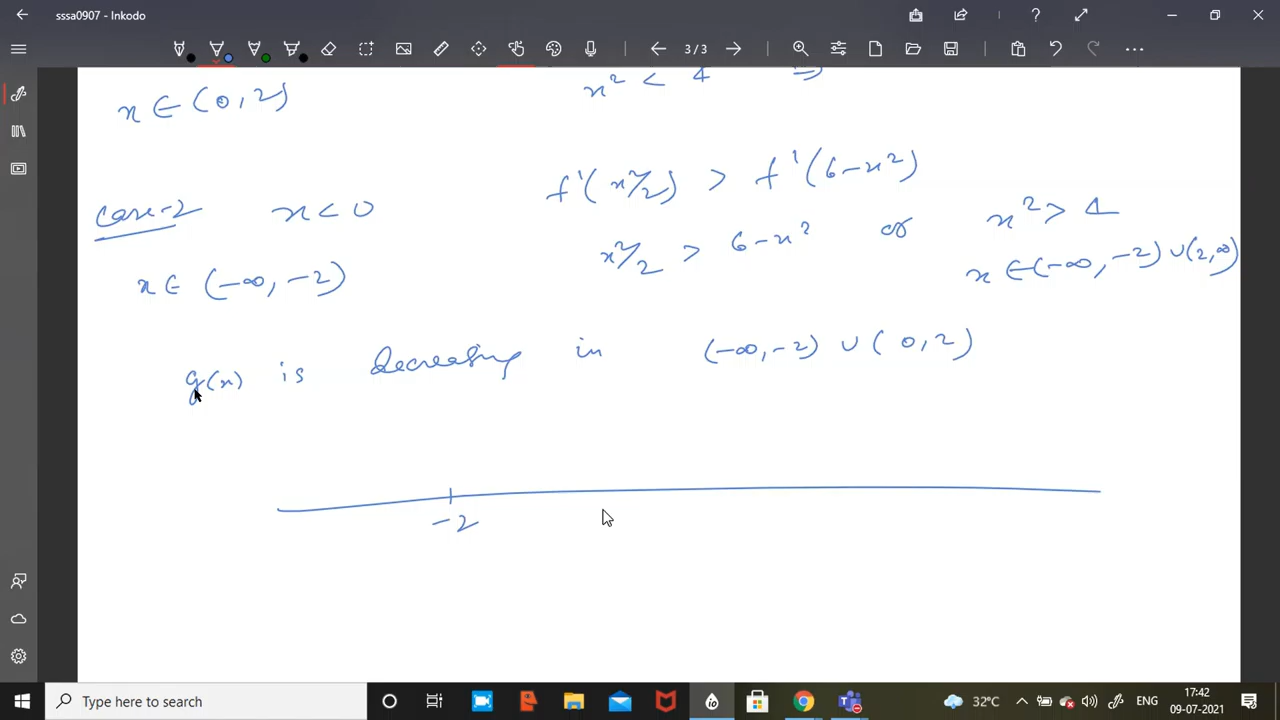 sssa0907 - Inkodo
3/3
x ∈ (0, 2)
x² < 4
f'(x²/2) > f'(6-x²)
Case-2 x < 0
x²/2 > 6-x² or x² > 4
x ∈ (-∞, -2) x ∈ (-∞, -2) ∪ (2, ∞)
g(x) is decreasing in (-∞, -2) ∪ (0, 2)
-2
Type here to search
32°C ENG 17:42
09-07-2021